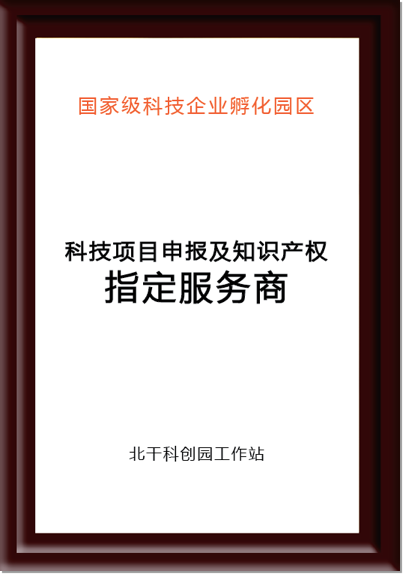 国家级科技企业孵化园区
科技项目申报及知识产权
指定服务商
北干科创园工作站